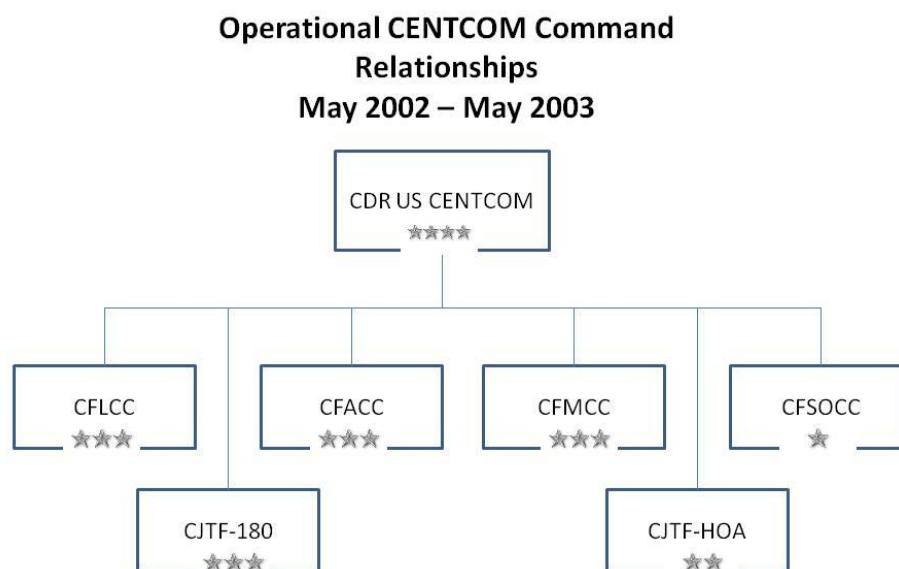 Operational CENTCOM Command
Relationships
May 2002 – May 2003
CDR US CENTCOM
CFLCC
CFACC
CFMCC
CFSOCC
CJTF-180
CJTF-HOA